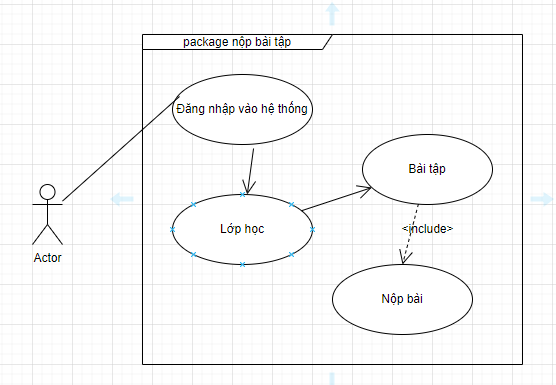 package nộp bài tập
Đăng nhập vào hệ thống
Bài tập
Lớp học
<include>
Actor
Nộp bài